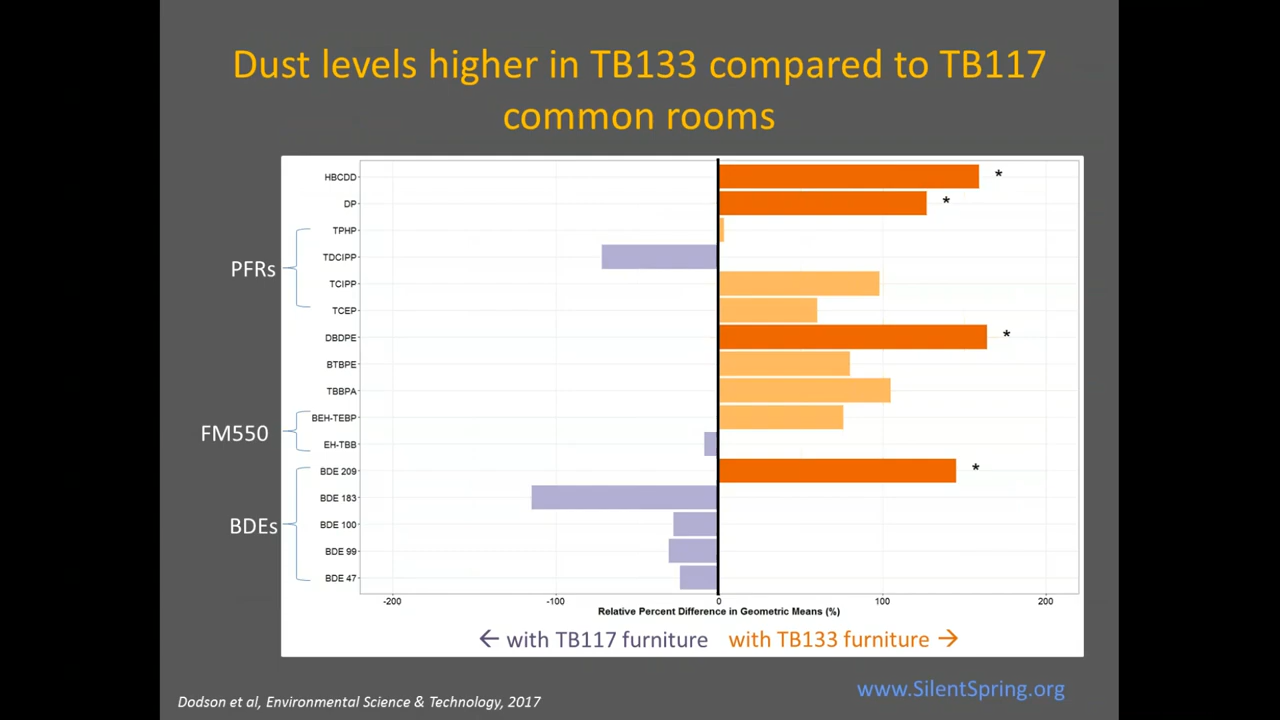 Dust levels higher in TB133 compared to TB117
common rooms
HBCDD
*
DP
*
TPHP
PFRs
TDCIPP
TCIPP
TCEP
DBDPE
*
BTBPE
TBBPA
BEH-TEBP
FM550
EH-TBB
BDE 209
*
BDE 183
BDEs
BDE 100
BDE 99
BDE 47
-200 -100 0 100 200
Relative Percent Difference in Geometric Means (%)
← with TB117 furniture with TB133 furniture →
www.SilentSpring.org
Dodson et al, Environmental Science & Technology, 2017